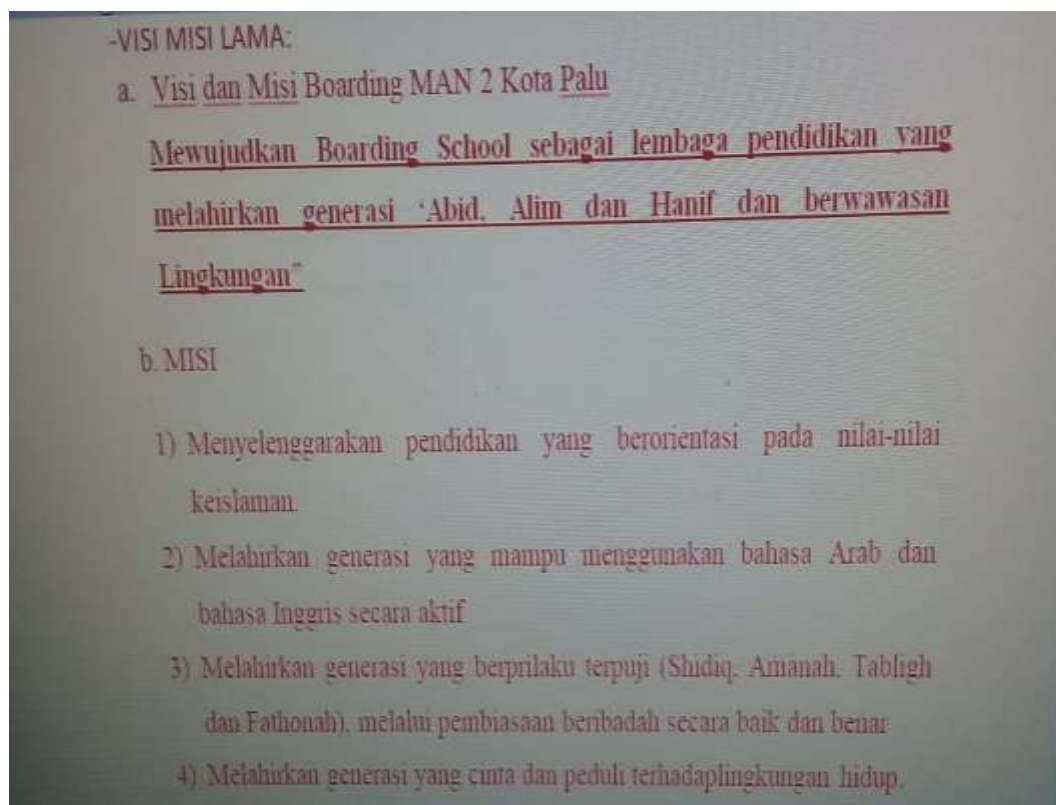 -VISI MISI LAMA:
a. Visi dan Misi Boarding MAN 2 Kota Palu
Mewujudkan Boarding School sebagai lembaga pendidikan yang
melahirkan generasi ‘Abid, Alim dan Hanif dan berwawasan
Lingkungan”
b. MISI
1) Menyelenggarakan pendidikan yang berorientasi pada nilai-nilai
keislaman.
2) Melahirkan generasi yang mampu menggunakan bahasa Arab dan
bahasa Inggris secara aktif
3) Melahirkan generasi yang berprilaku terpuji (Shidiq, Amanah, Tabligh
dan Fathonah), melalui pembiasaan beribadah secara baik dan benar
4) Melahirkan generasi yang cinta dan peduli terhadaplingkungan hidup.